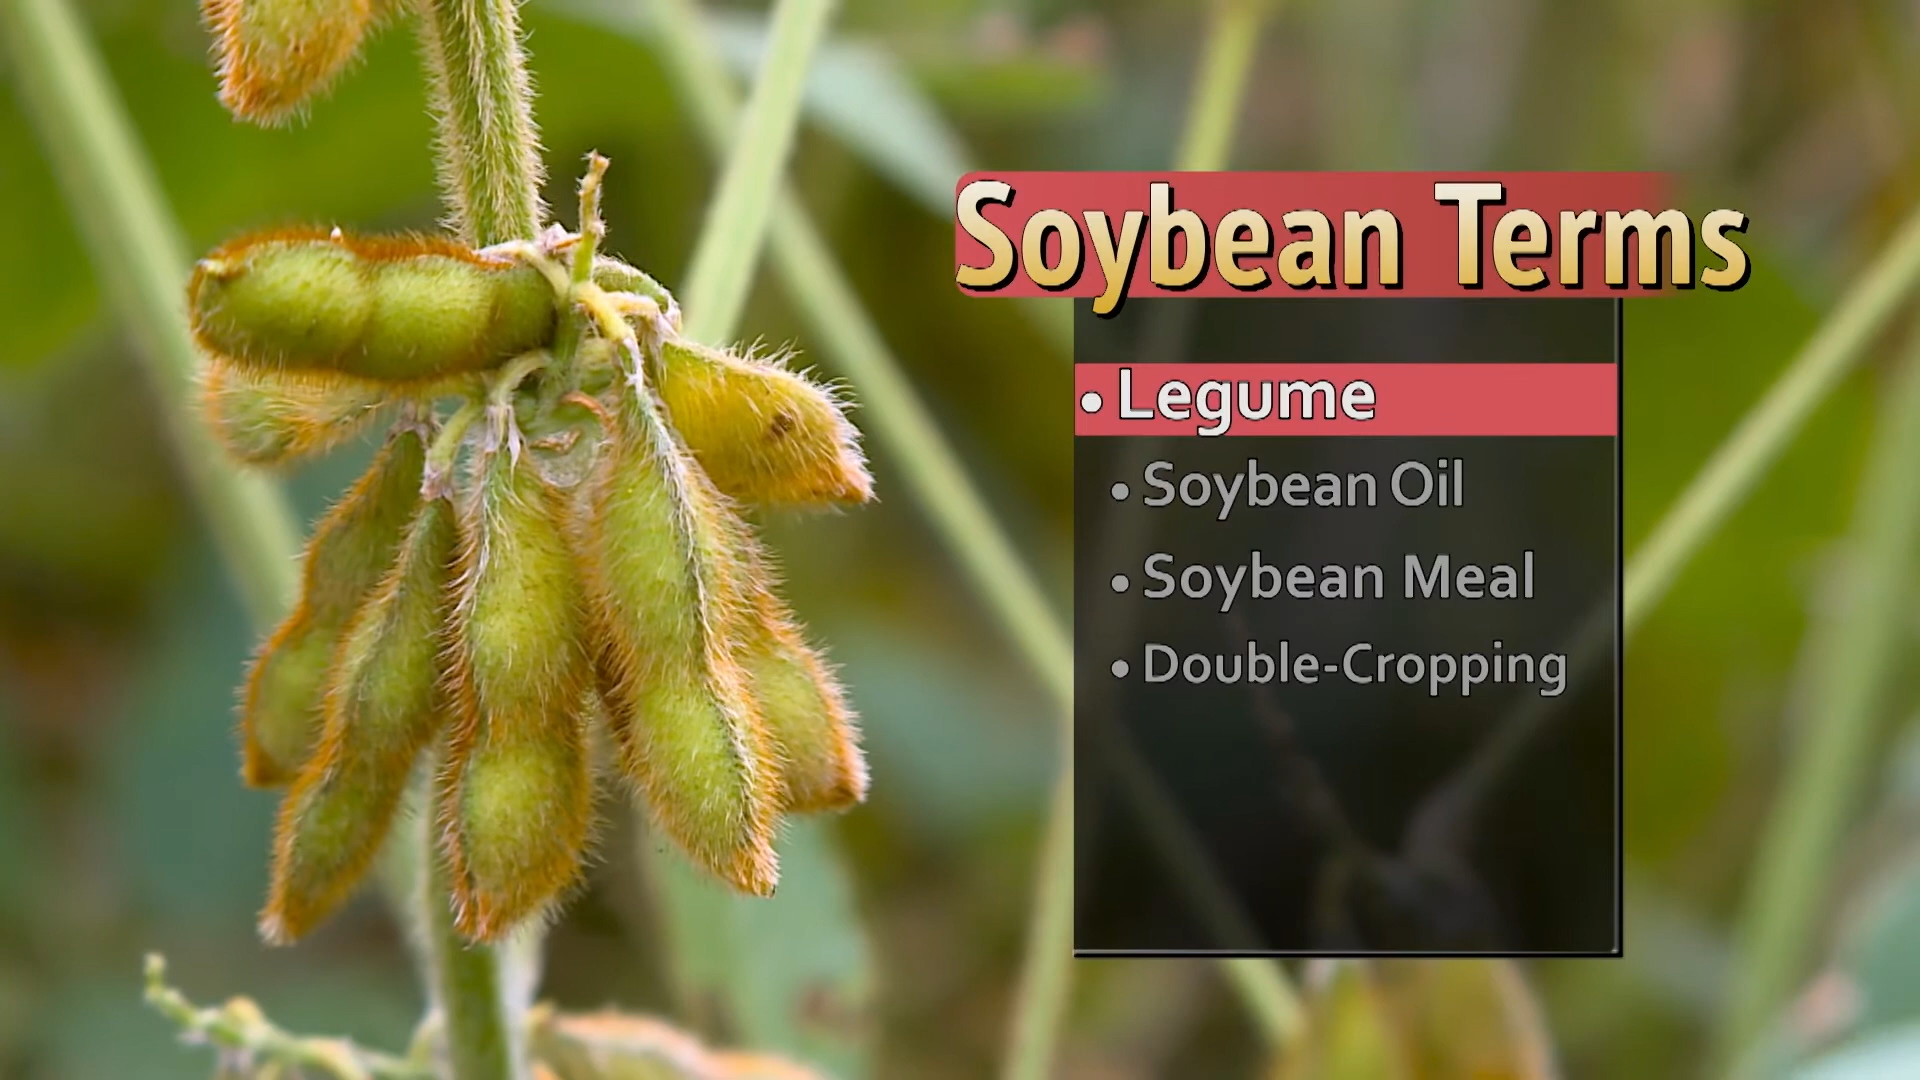 Soybean Terms
• Legume
• Soybean Oil
• Soybean Meal
• Double-Cropping